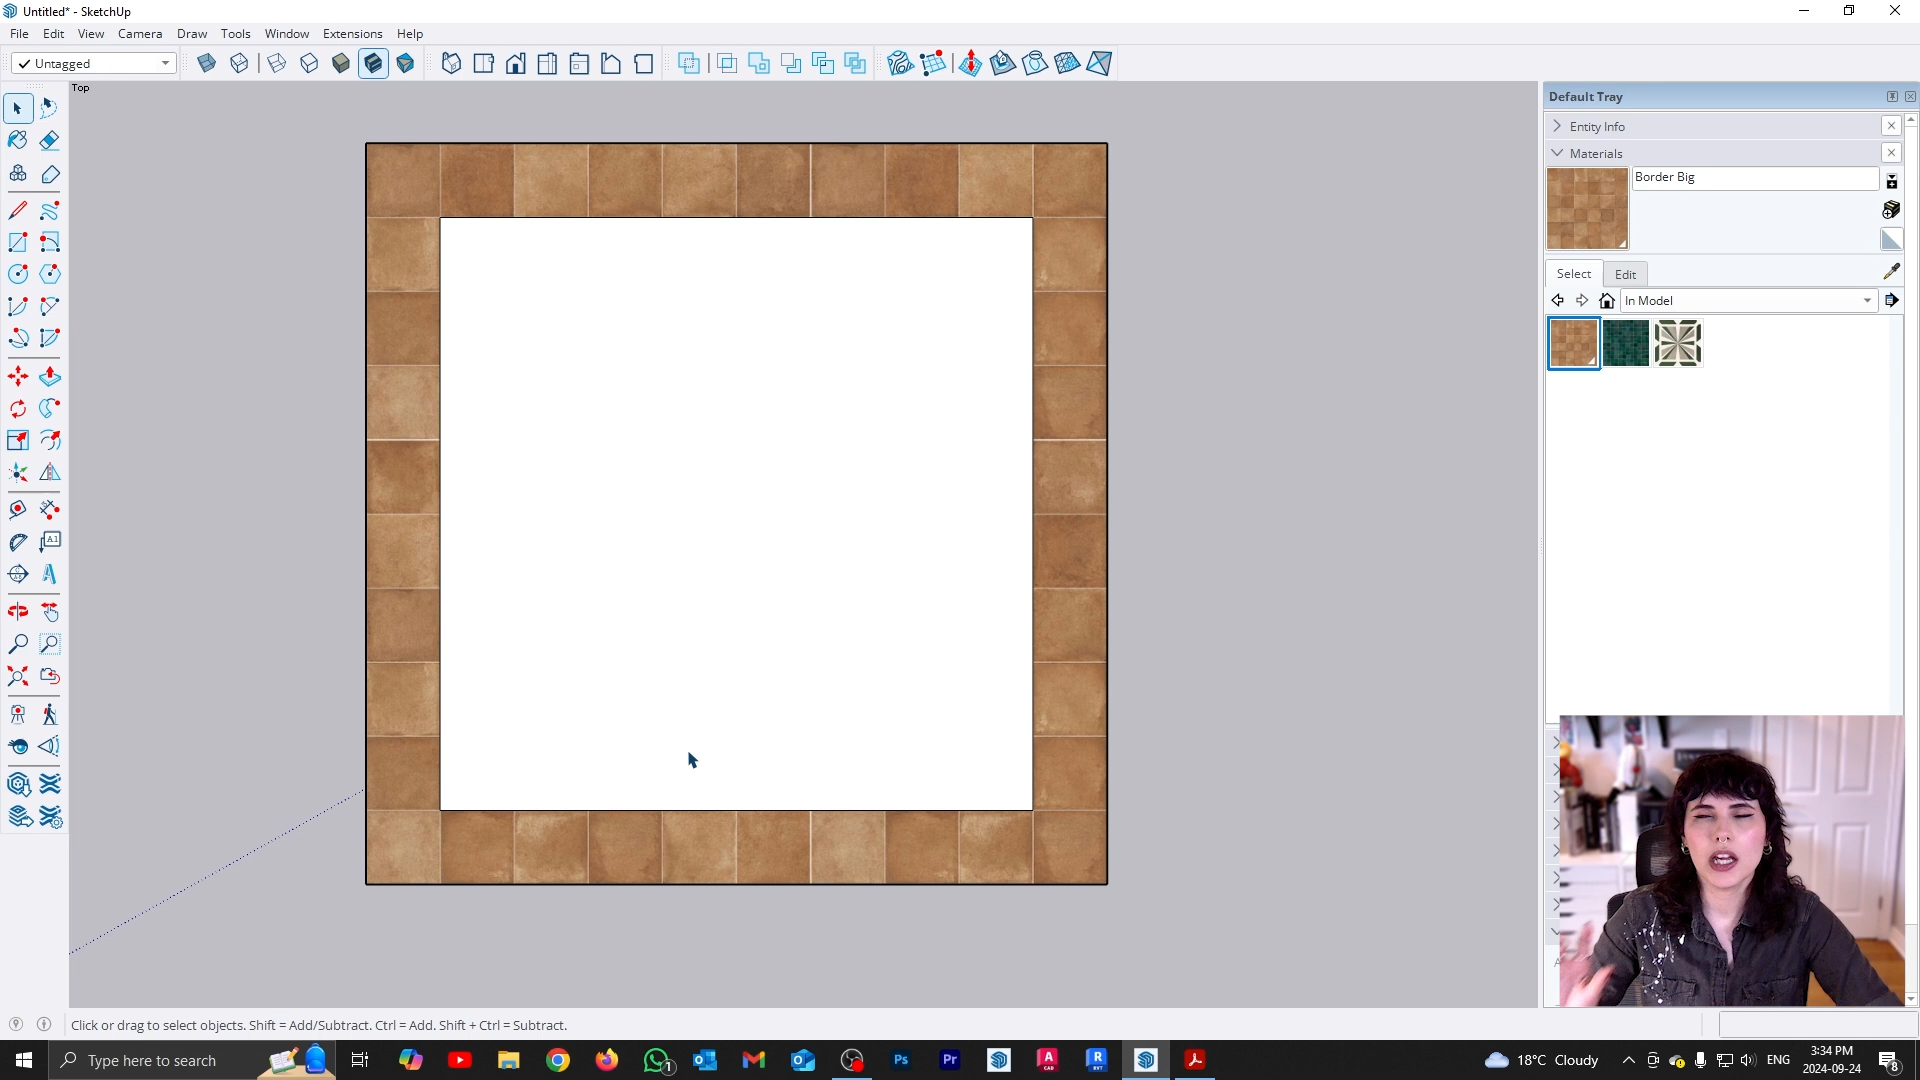 Untitled* - SketchUp
File Edit View Camera Draw Tools Window Extensions Help
Untagged
Top
Default Tray
Entity Info
Materials
Border Big
Select Edit
In Model
Click or drag to select objects. Shift = Add/Subtract. Ctrl = Add. Shift + Ctrl = Subtract.
Type here to search
18°C Cloudy
ENG
3:34 PM
2024-09-24